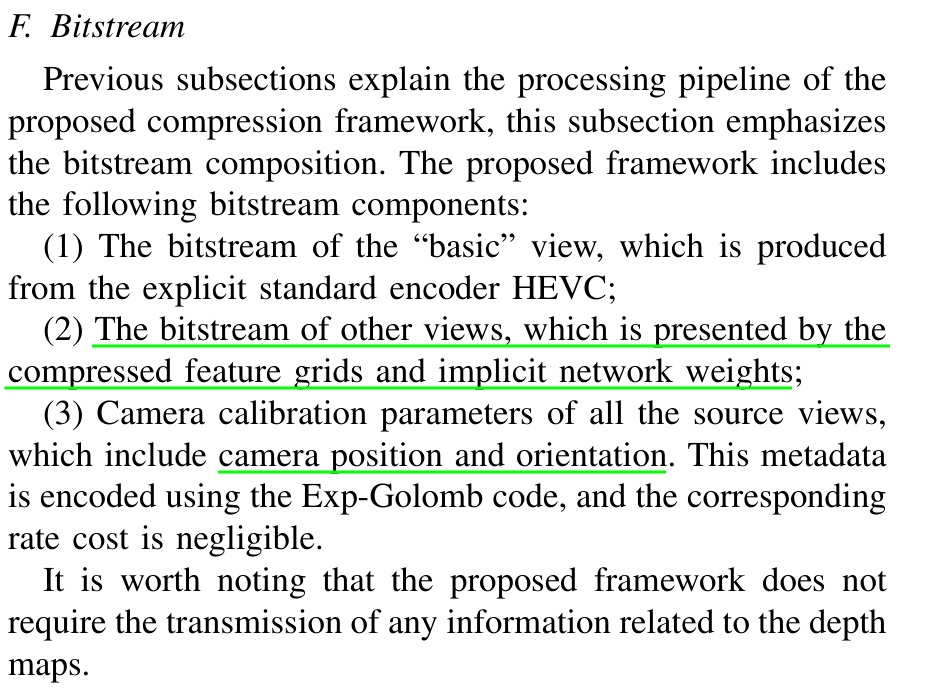 F. Bitstream
Previous subsections explain the processing pipeline of the
proposed compression framework, this subsection emphasizes
the bitstream composition. The proposed framework includes
the following bitstream components:
(1) The bitstream of the “basic” view, which is produced
from the explicit standard encoder HEVC;
(2) The bitstream of other views, which is presented by the
compressed feature grids and implicit network weights;
(3) Camera calibration parameters of all the source views,
which include camera position and orientation. This metadata
is encoded using the Exp-Golomb code, and the corresponding
rate cost is negligible.
It is worth noting that the proposed framework does not
require the transmission of any information related to the depth
maps.